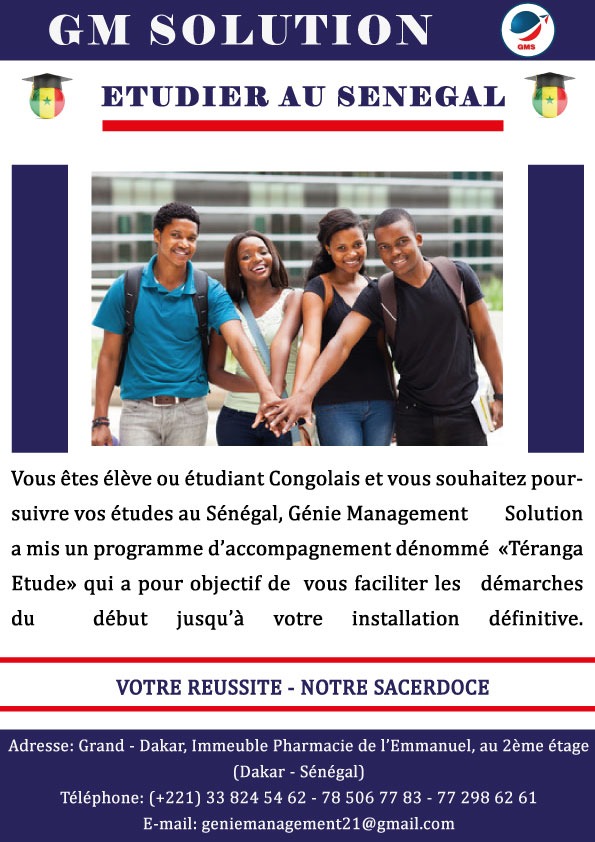 GM SOLUTION
GMS
ETUDIER AU SENEGAL
Vous êtes élève ou étudiant Congolais et vous souhaitez pour-
suivre vos études au Sénégal, Génie Management Solution
a mis un programme d’accompagnement dénommé «Téranga
Etude» qui a pour objectif de vous faciliter les démarches
du début jusqu’à votre installation définitive.
VOTRE REUSSITE - NOTRE SACERDOCE
Adresse: Grand - Dakar, Immeuble Pharmacie de l’Emmanuel, au 2ème étage
(Dakar - Sénégal)
Téléphone: (+221) 33 824 54 62 - 78 506 77 83 - 77 298 62 61
E-mail: geniemanagement21@gmail.com